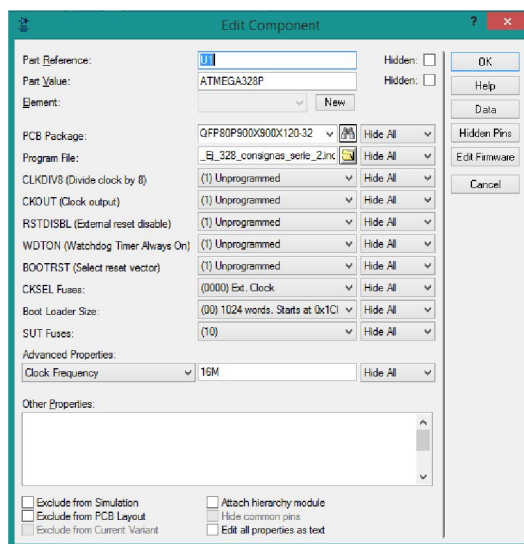 Edit Component
? ×
Part Reference: U1 Hidden:
Part Value: ATMEGA328P Hidden:
Element: New
PCB Package: QFP80P900X900X120-32 Hide All
Program File: _Ej_328_consignas_serie_2.inc Hide All
CLKDIV8 (Divide clock by 8) (1) Unprogrammed Hide All
CKOUT (Clock output) (1) Unprogrammed Hide All
RSTDISBL (External reset disable) (1) Unprogrammed Hide All
WDTON (Watchdog Timer Always On) (1) Unprogrammed Hide All
BOOTRST (Select reset vector) (1) Unprogrammed Hide All
CKSEL Fuses: (0000) Ext. Clock Hide All
Boot Loader Size: (00) 1024 words. Starts at 0x1C Hide All
SUT Fuses: (10) Hide All
Advanced Properties:
Clock Frequency 16M Hide All
Other Properties:
Exclude from Simulation Attach hierarchy module
Exclude from PCB Layout Hide common pins
Exclude from Current Variant Edit all properties as text
OK
Help
Data
Hidden Pins
Edit Firmware
Cancel